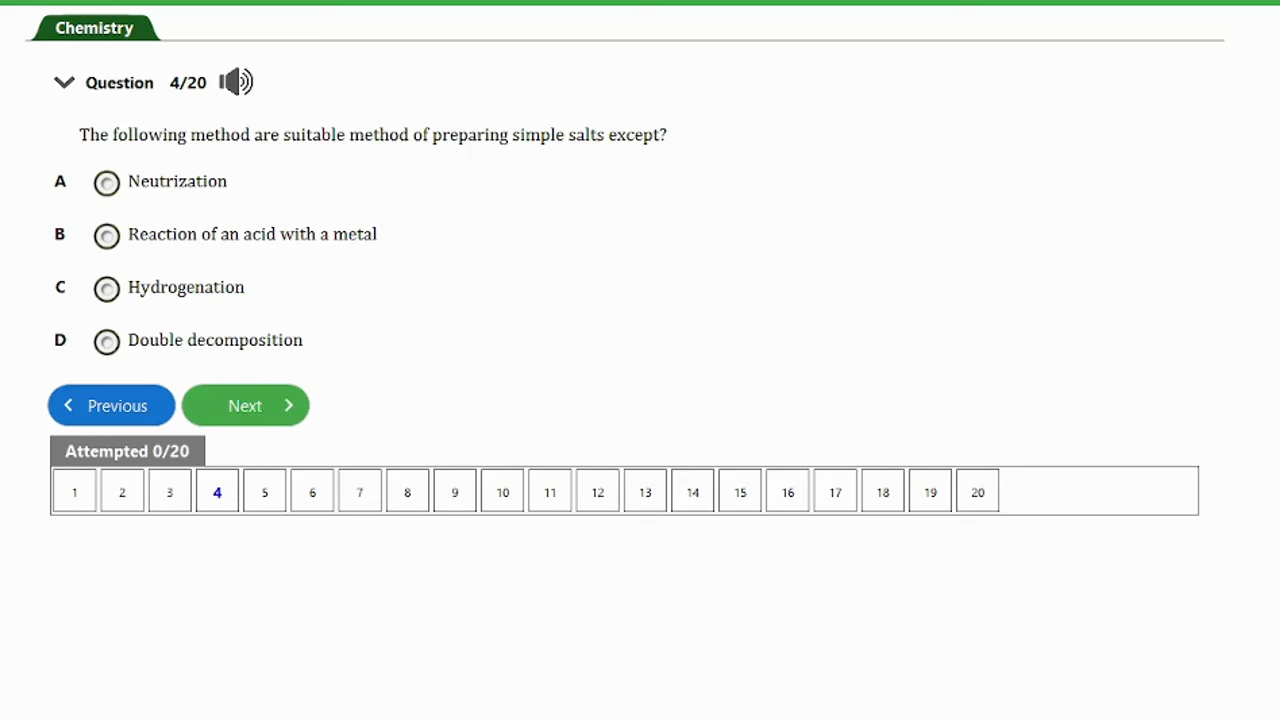 Chemistry
Question 4/20
The following method are suitable method of preparing simple salts except?
A Neutrization
B Reaction of an acid with a metal
C Hydrogenation
D Double decomposition
Previous Next
Attempted 0/20
1 2 3 4 5 6 7 8 9 10 11 12 13 14 15 16 17 18 19 20